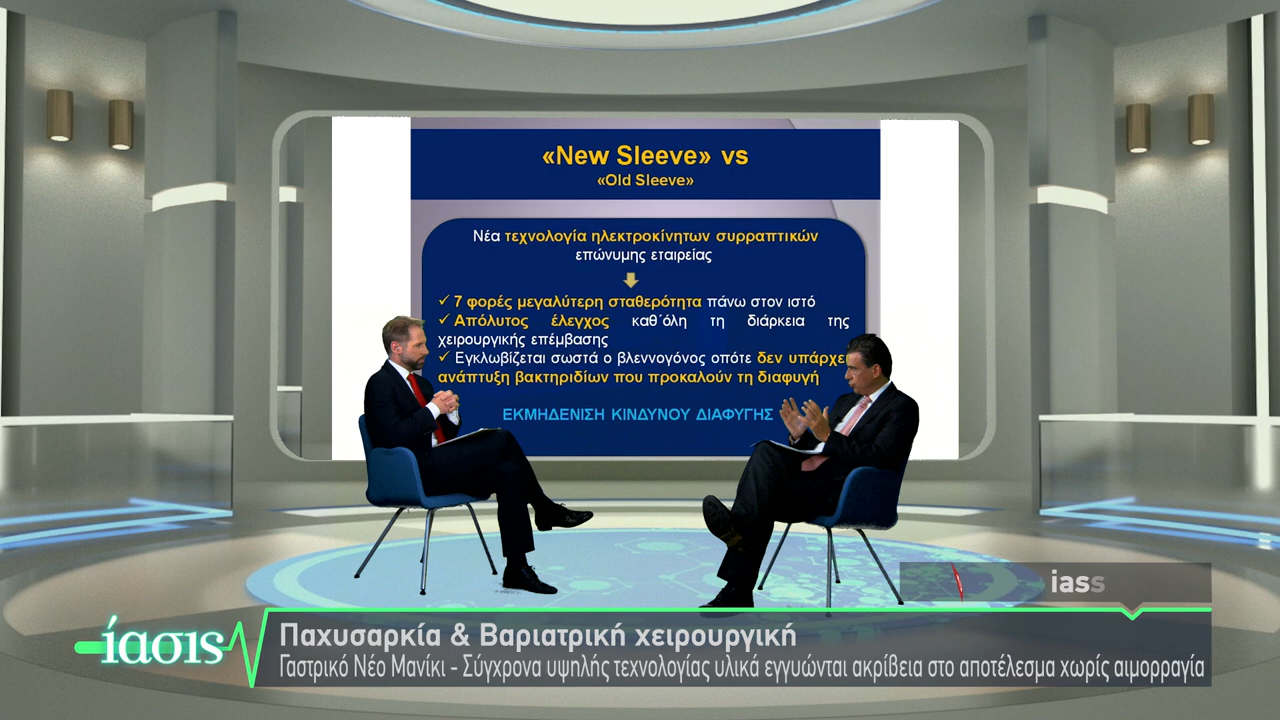 «New Sleeve» vs
«Old Sleeve»
Νέα τεχνολογία ηλεκτροκίνητων συρραπτικών
επώνυμης εταιρείας
✓ 7 φορές μεγαλύτερη σταθερότητα πάνω στον ιστό
✓ Απόλυτος έλεγχος καθ΄όλη τη διάρκεια της
χειρουργικής επέμβασης
✓ Εγκλωβίζεται σωστά ο βλεννογόνος οπότε δεν υπάρχει
ανάπτυξη βακτηριδίων που προκαλούν τη διαφυγή
ΕΚΜΗΔΕΝΙΣΗ ΚΙΝΔΥΝΟΥ ΔΙΑΦΥΓΗΣ
iass
ίασις
Παχυσαρκία & Βαριατρική χειρουργική
Γαστρικό Νέο Μανίκι - Σύγχρονα υψηλής τεχνολογίας υλικά εγγυώνται ακρίβεια στο αποτέλεσμα χωρίς αιμορραγία